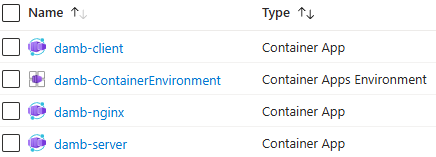 Name ↑ Type ↑↓
damb-client Container App
damb-ContainerEnvironment Container Apps Environment
damb-nginx Container App
damb-server Container App